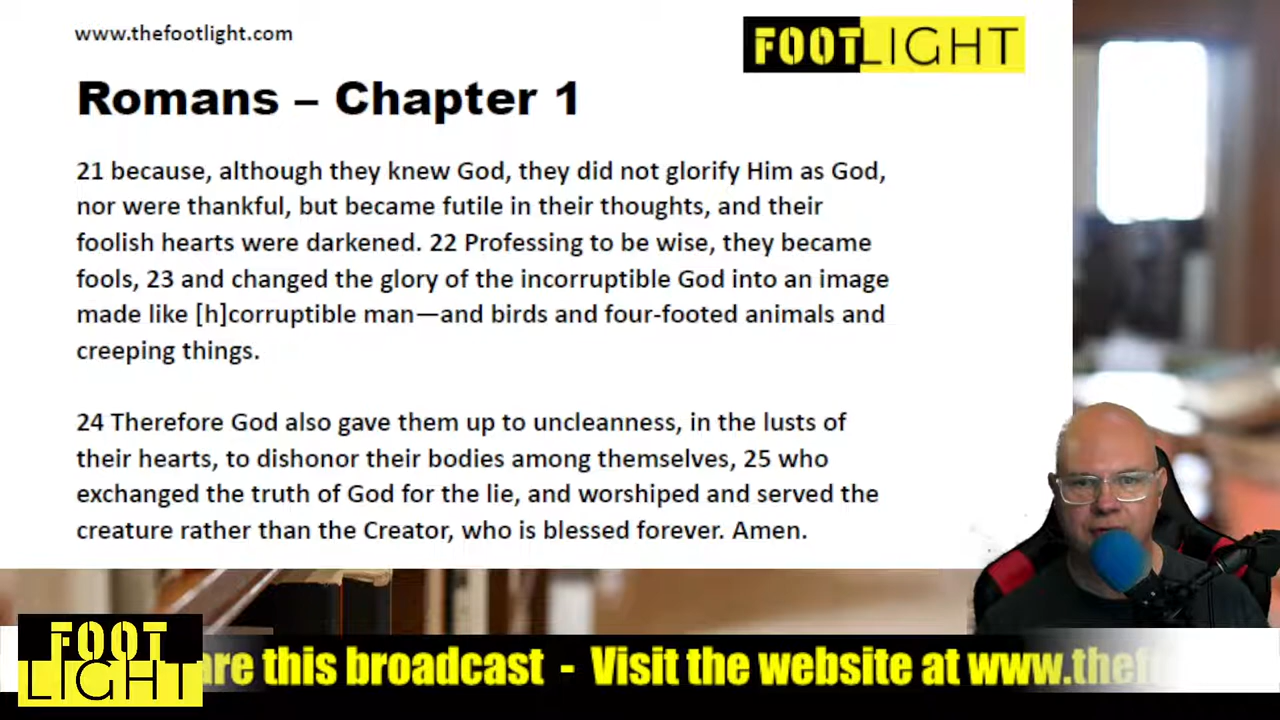 www.thefootlight.com
FOOTLIGHT
Romans – Chapter 1
21 because, although they knew God, they did not glorify Him as God,
nor were thankful, but became futile in their thoughts, and their
foolish hearts were darkened. 22 Professing to be wise, they became
fools, 23 and changed the glory of the incorruptible God into an image
made like [h]corruptible man—and birds and four-footed animals and
creeping things.
24 Therefore God also gave them up to uncleanness, in the lusts of
their hearts, to dishonor their bodies among themselves, 25 who
exchanged the truth of God for the lie, and worshiped and served the
creature rather than the Creator, who is blessed forever. Amen.
FOOT
LIGHT
are this broadcast - Visit the website at www.thef